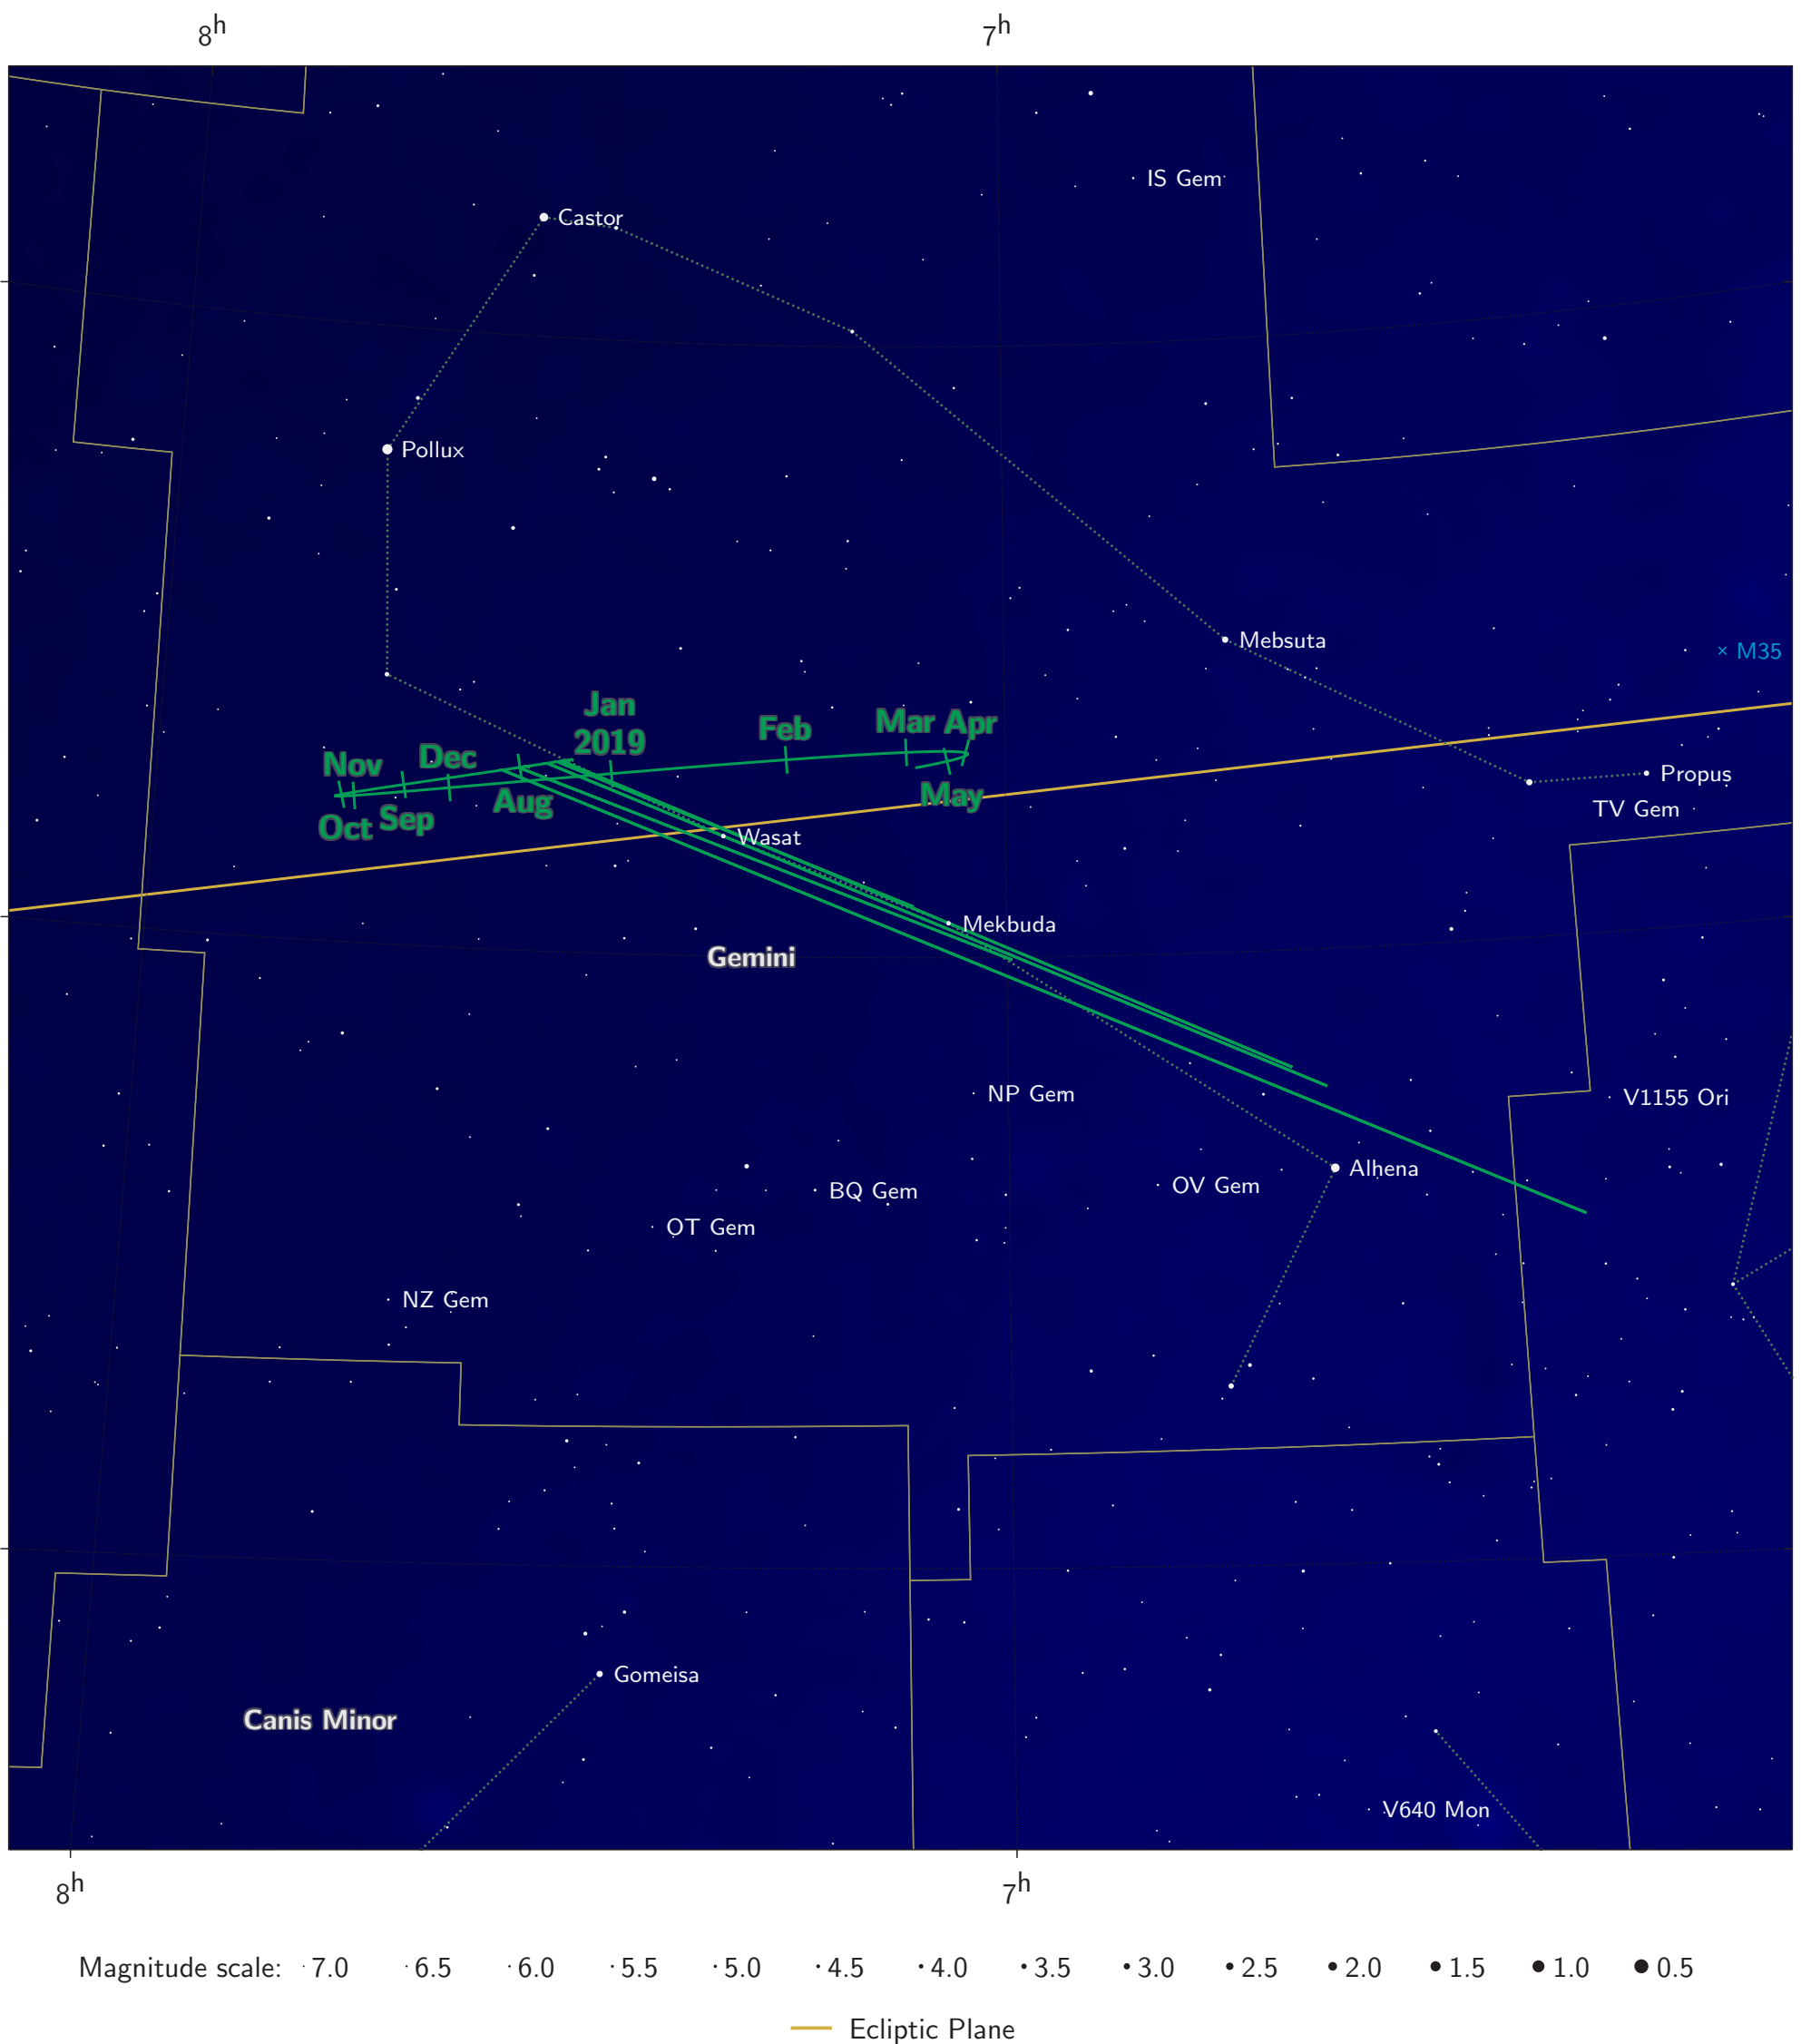 8h 7h
IS Gem
Castor
Pollux
Mebsuta
M35
Jan
2019
Feb
Mar Apr
Nov
Dec
Propus
May
Aug
TV Gem
Oct Sep
Wasat
Mekbuda
Gemini
NP Gem
V1155 Ori
Alhena
OV Gem
BQ Gem
OT Gem
NZ Gem
Gomeisa
Canis Minor
V640 Mon
8h 7h
Magnitude scale: 7.0 6.5 6.0 5.5 5.0 4.5 4.0 3.5 3.0 2.5 2.0 1.5 1.0 0.5
Ecliptic Plane